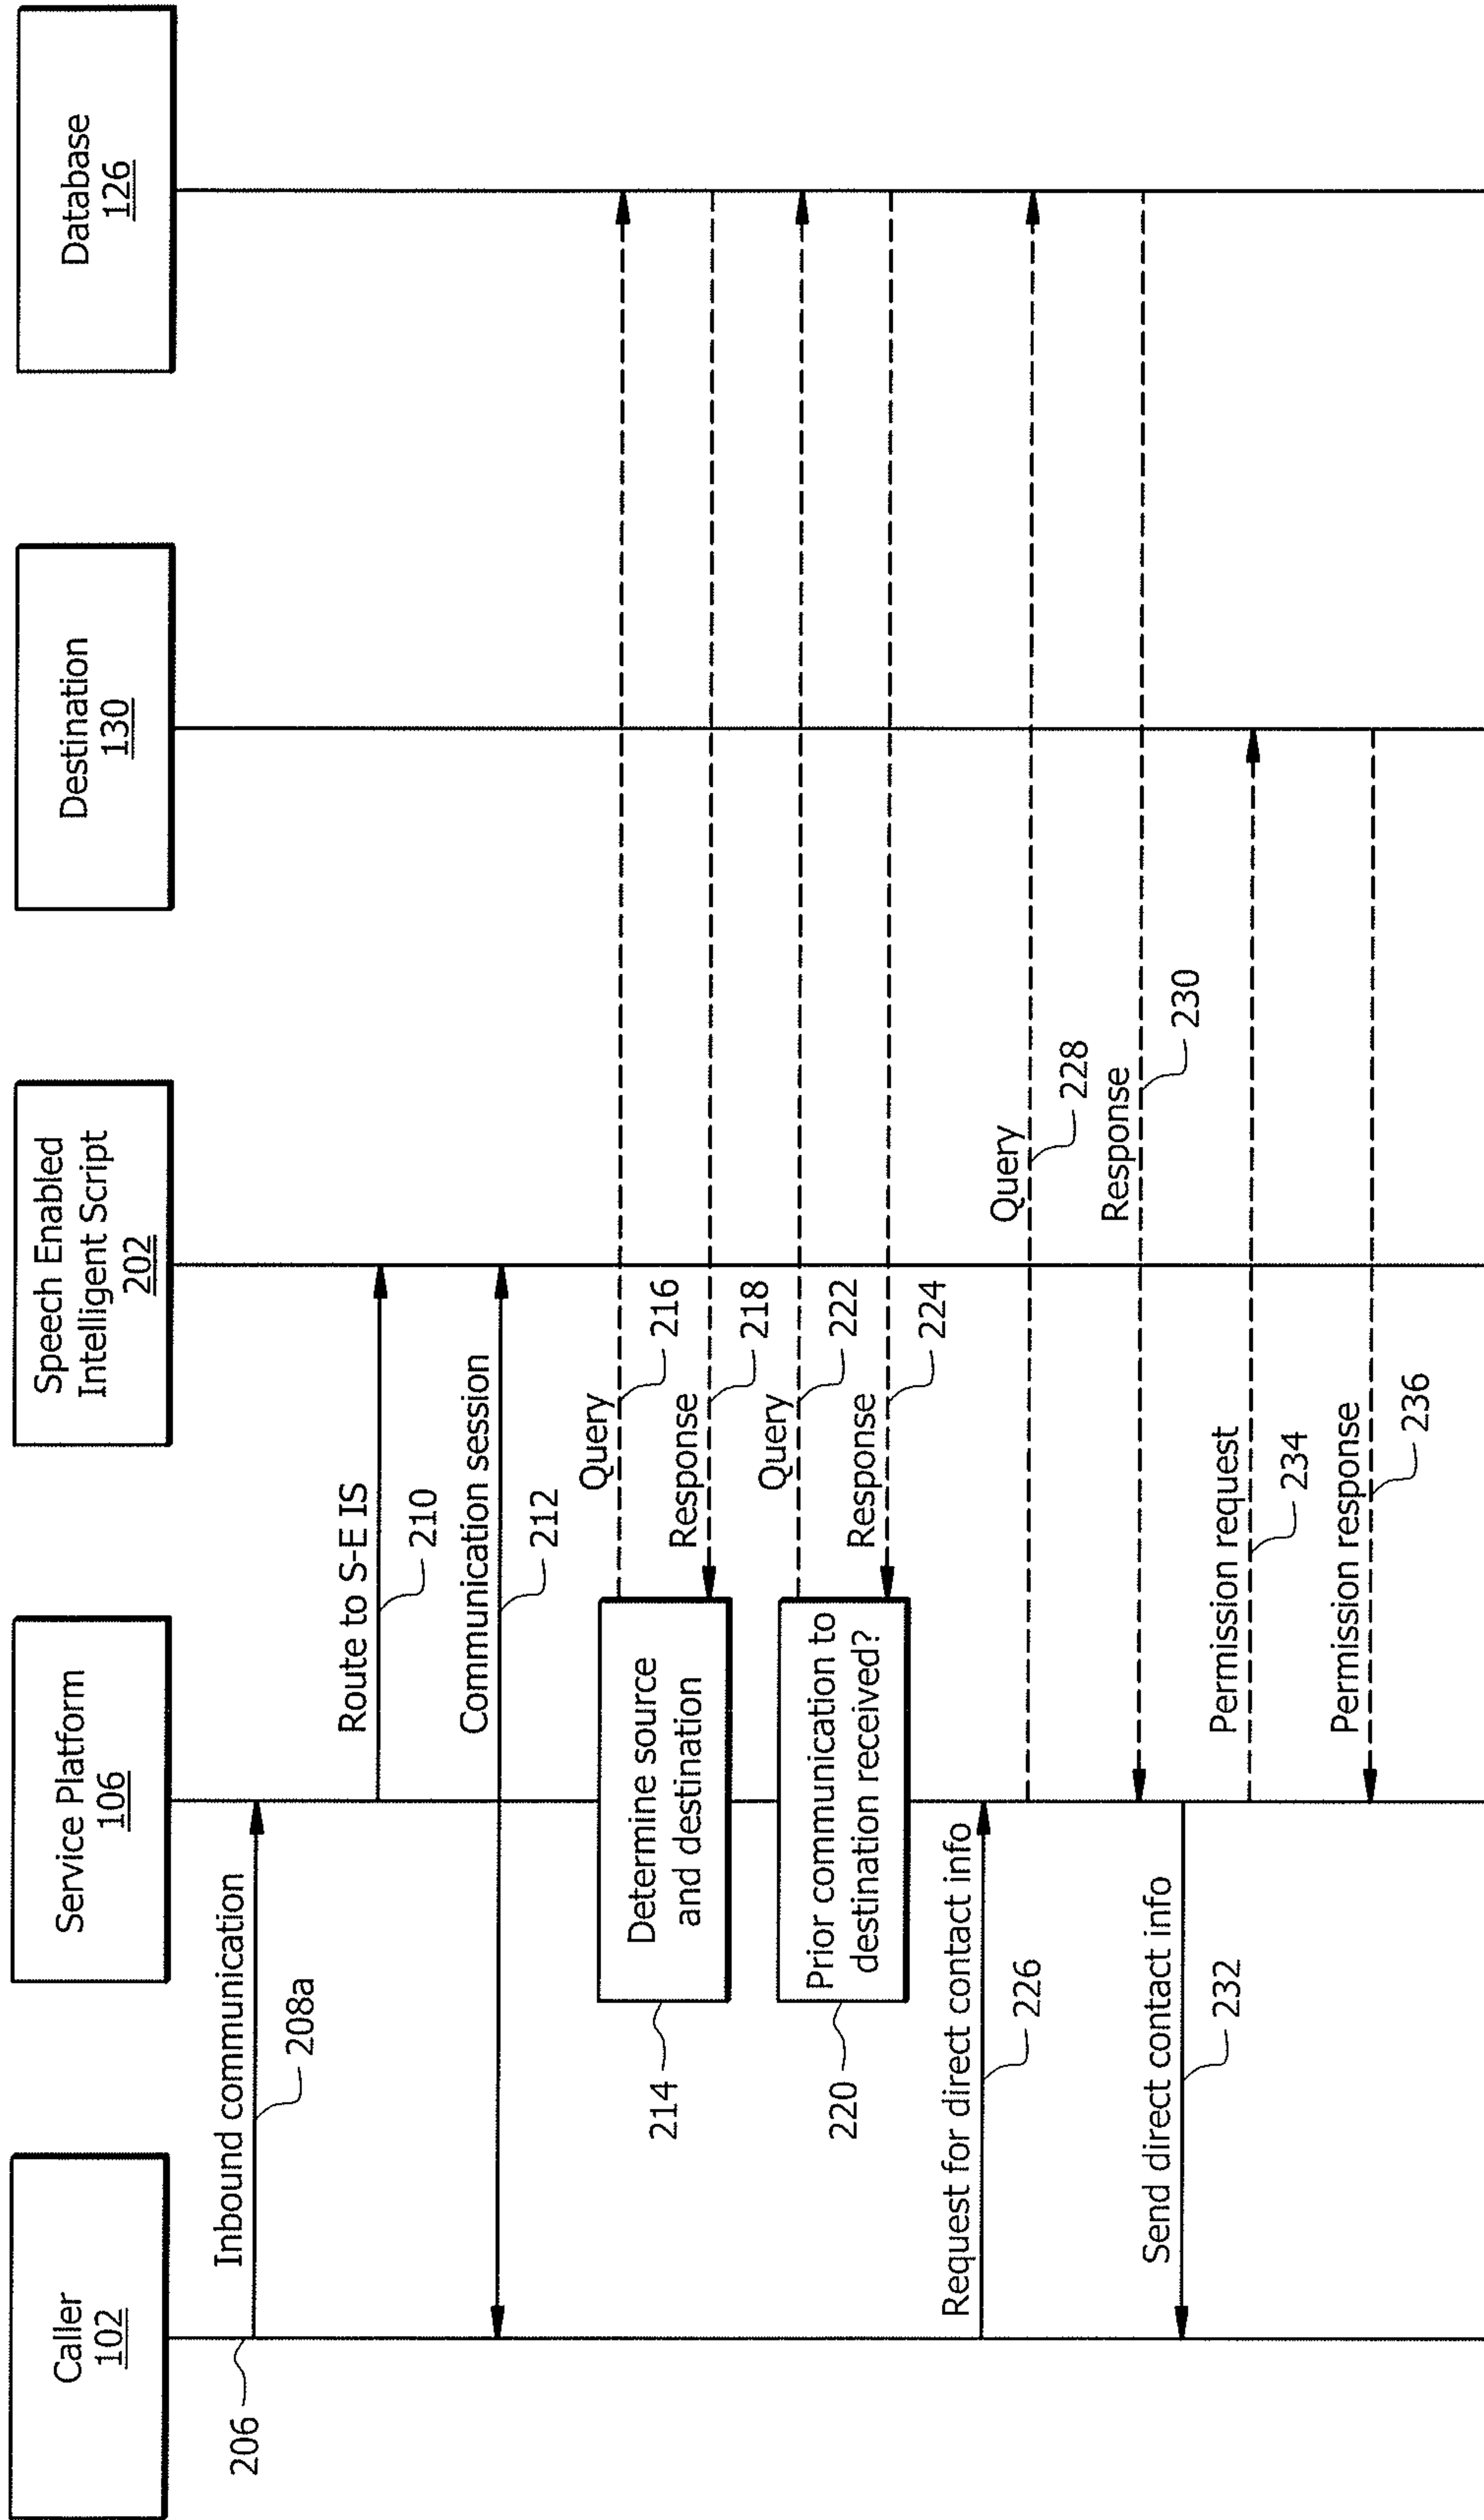 Caller
102
Service Platform
106
Speech Enabled
Intelligent Script
202
Destination
130
Database
126
206
Inbound communication
208a
Route to S-E IS
210
Communication session
212
214
Determine source
and destination
Query
216
Response
218
220
Prior communication to
destination received?
Query
222
Response
224
Request for direct contact info
226
Query
228
Response
230
Send direct contact info
232
Permission request
234
Permission response
236